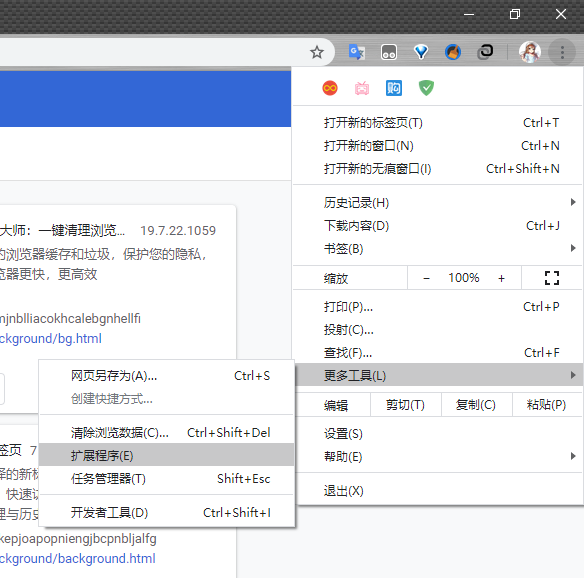 购
打开新的标签页(T) Ctrl+T
打开新的窗口(N) Ctrl+N
打开新的无痕窗口(I) Ctrl+Shift+N
历史记录(H)
下载内容(D) Ctrl+J
书签(B)
缩放 − 100% +
打印(P)... Ctrl+P
投射(C)...
查找(F)... Ctrl+F
更多工具(L)
编辑 剪切(T) 复制(C) 粘贴(P)
设置(S)
帮助(E)
退出(X)
大师：一键清理浏览... 19.7.22.1059
的浏览器缓存和垃圾，保护您的隐私，
览器更快，更高效
mjnblliacokhcalebgnhellfi
ckground/bg.html
网页另存为(A)... Ctrl+S
创建快捷方式...
清除浏览数据(C)... Ctrl+Shift+Del
扩展程序(E)
任务管理器(T) Shift+Esc
开发者工具(D) Ctrl+Shift+I
签页 7
译的新标
快速访
理与历史
kepjoapopniengjbcpnbljalfg
ckground/background.html